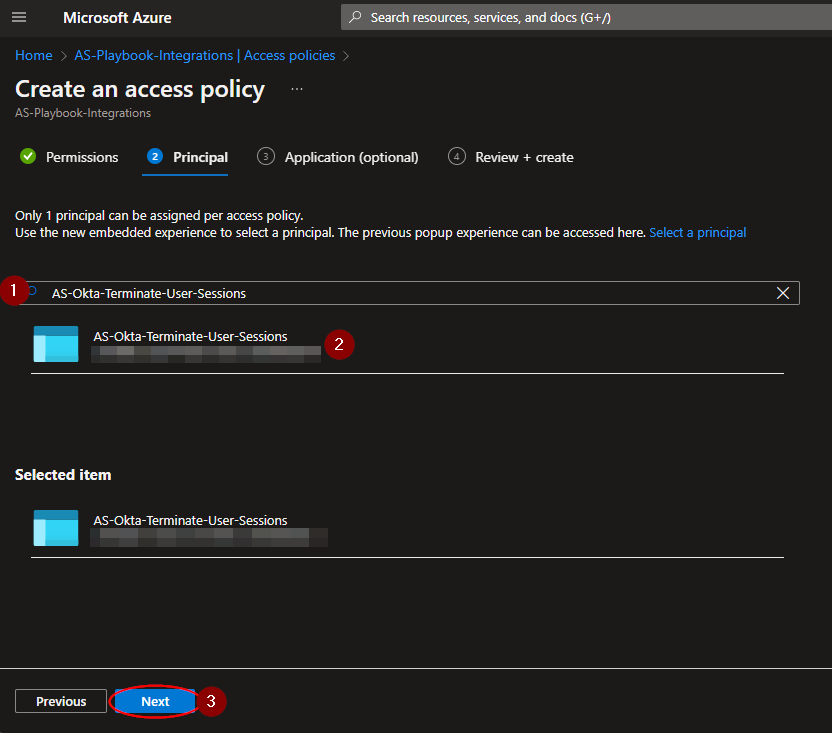 Microsoft Azure
Search resources, services, and docs (G+/)
Home > AS-Playbook-Integrations | Access policies >
Create an access policy ...
AS-Playbook-Integrations
Permissions 2 Principal 3 Application (optional) 4 Review + create
Only 1 principal can be assigned per access policy.
Use the new embedded experience to select a principal. The previous popup experience can be accessed here. Select a principal
1 AS-Okta-Terminate-User-Sessions
AS-Okta-Terminate-User-Sessions
2
Selected item
AS-Okta-Terminate-User-Sessions
Previous Next 3